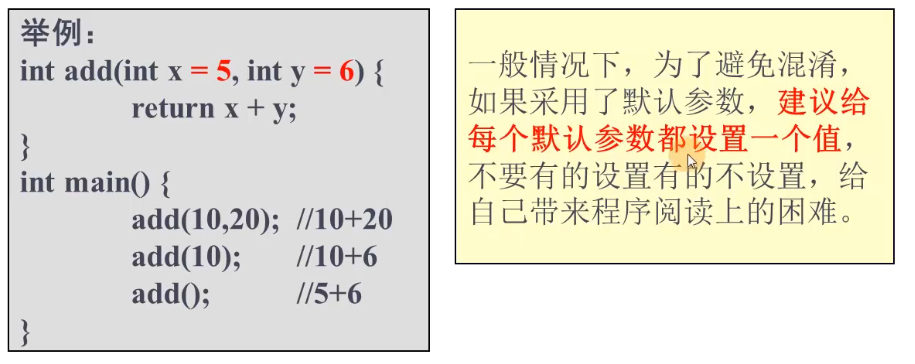 举例：
int add(int x = 5, int y = 6) {
return x + y;
}
int main() {
add(10,20); //10+20
add(10); //10+6
add(); //5+6
}
一般情况下，为了避免混淆，
如果采用了默认参数，建议给
每个默认参数都设置一个值，
不要有的设置有的不设置，给
自己带来程序阅读上的困难。